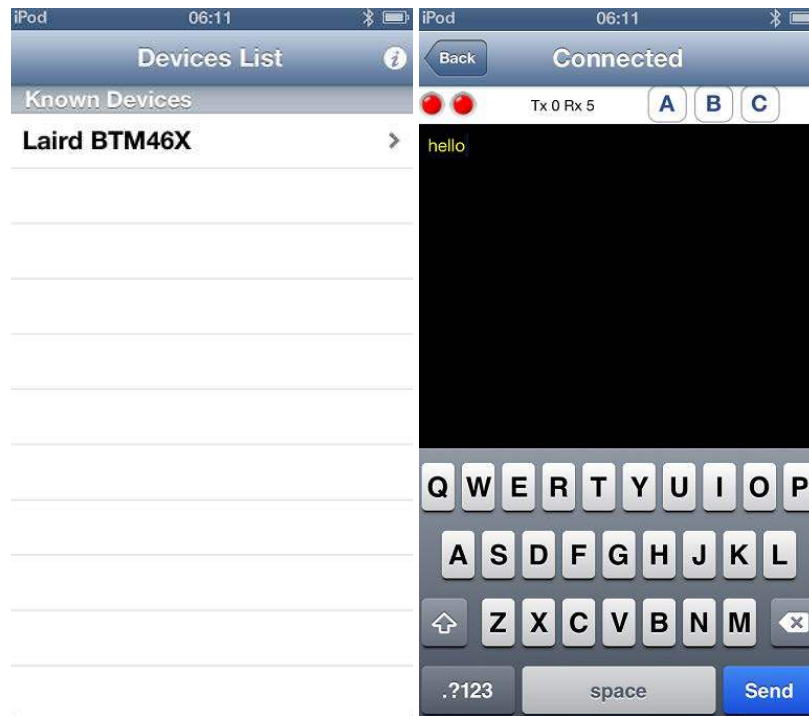 iPod 06:11
Devices List
Known Devices
Laird BTM46X
iPod 06:11
Back Connected
Tx 0 Rx 5 A B C
hello
Q W E R T Y U I O P
A S D F G H J K L
Z X C V B N M
.?123 space Send